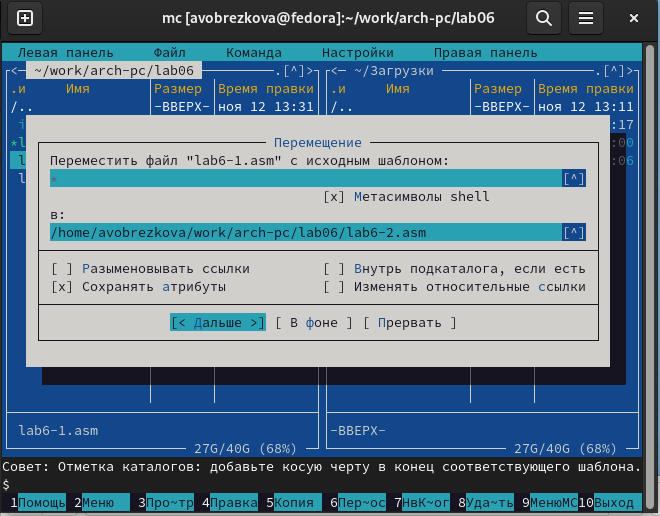 mc [avobrezkova@fedora]:~/work/arch-pc/lab06
Левая панель Файл Команда Настройки Правая панель
<— ~/work/arch-pc/lab06 .[^]> <— ~/Загрузки .[^]>
.и Имя Размер Время правки .и Имя Размер Время правки
/.. -ВВЕРХ- ноя 12 13:31 /.. -ВВЕРХ- ноя 12 13:11
i :17
*l :00
l :06
l
Перемещение
Переместить файл "lab6-1.asm" с исходным шаблоном:
* [^]
[x] Метасимволы shell
в:
/home/avobrezkova/work/arch-pc/lab06/lab6-2.asm [^]
[ ] Разыменовывать ссылки [ ] Внутрь подкаталога, если есть
[x] Сохранять атрибуты [ ] Изменять относительные ссылки
[< Дальше >] [ В фоне ] [ Прервать ]
lab6-1.asm -ВВЕРХ-
27G/40G (68%) 27G/40G (68%)
Совет: Отметка каталогов: добавьте косую черту в конец соответствующего шаблона.
$
1Помощь 2Меню 3Про~тр 4Правка 5Копия 6Пер~ос 7НвК~ог 8Уда~ть 9МенюМС 10Выход